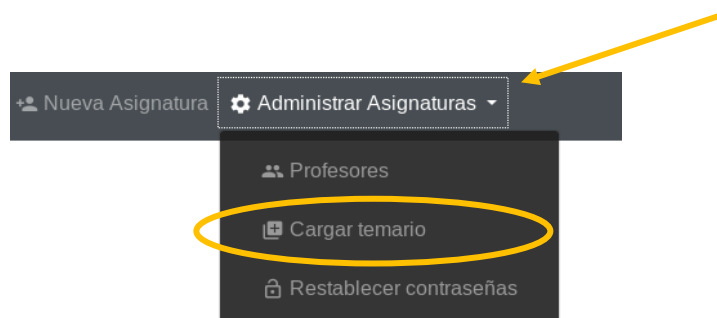 Nueva Asignatura Administrar Asignaturas
Profesores
Cargar temario
Restablecer contraseñas